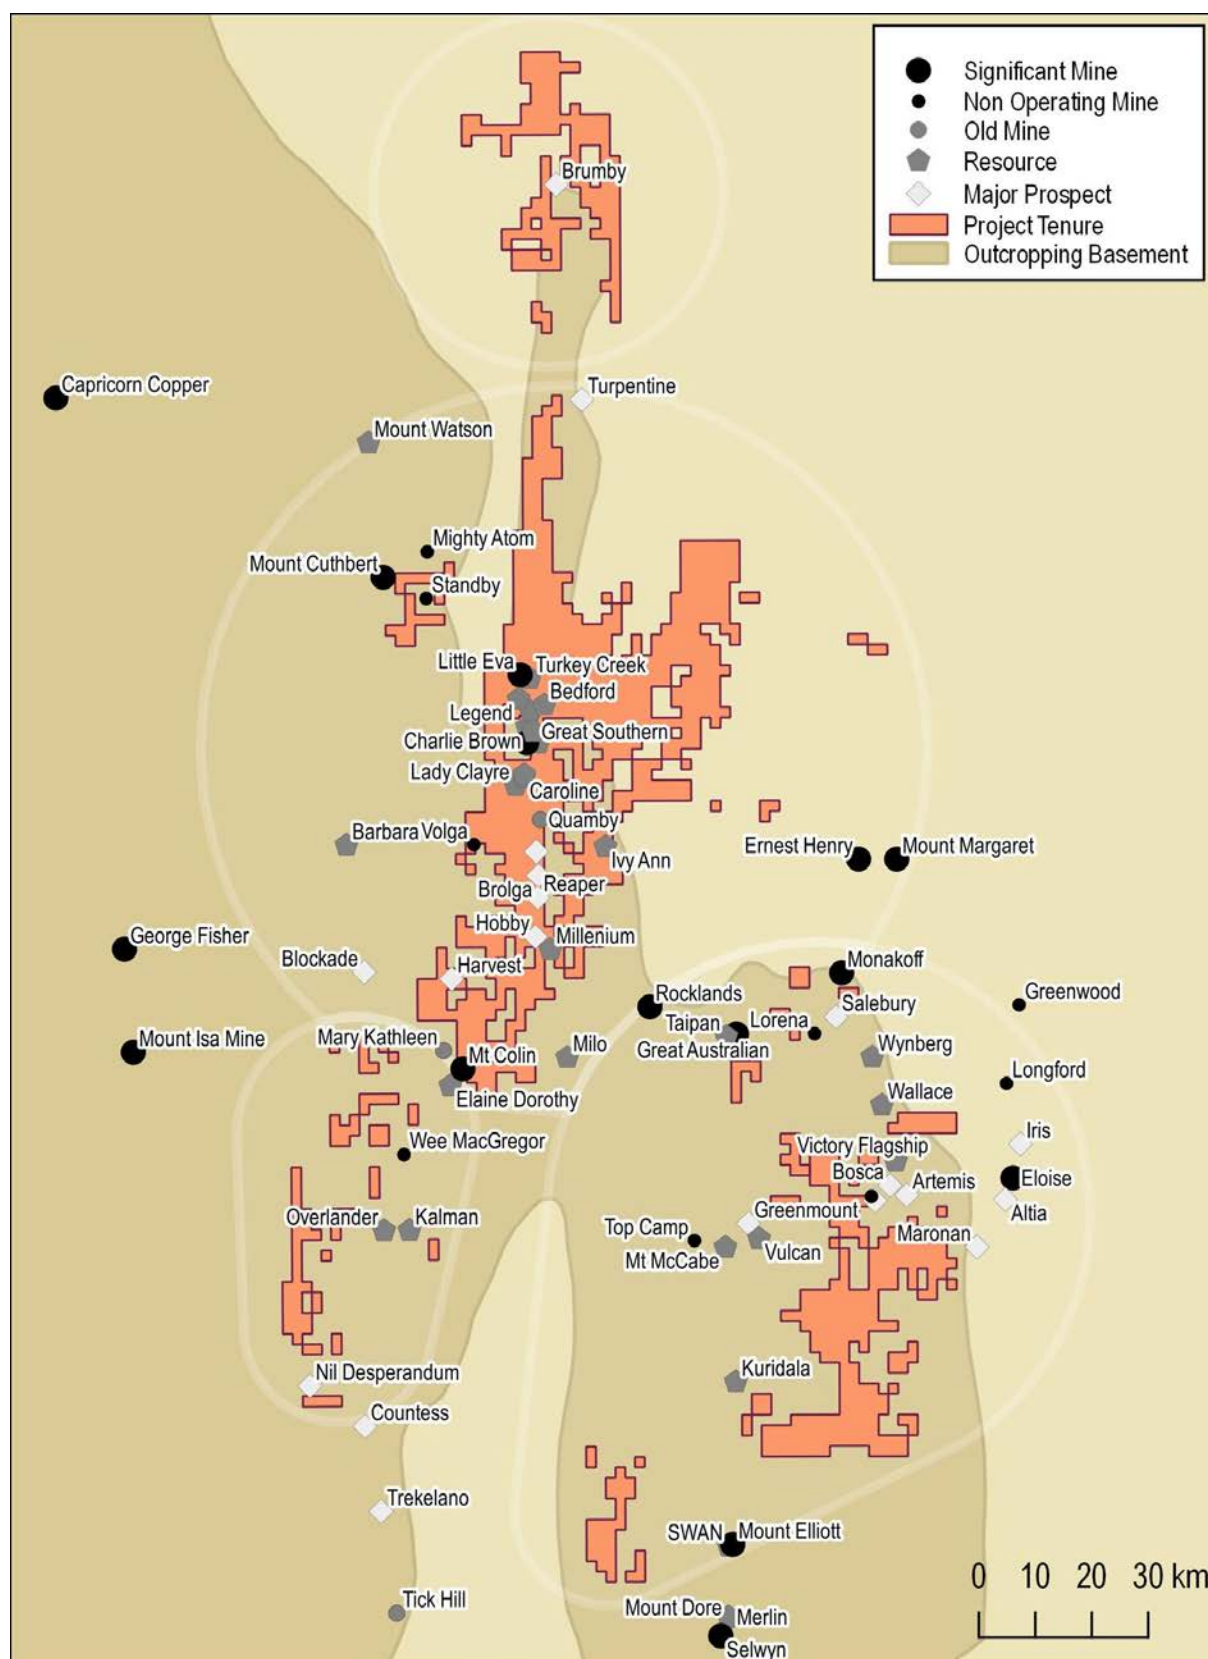 Significant Mine
Non Operating Mine
Old Mine
Resource
Major Prospect
Project Tenure
Outcropping Basement
Brumby
Capricorn Copper
Turpentine
Mount Watson
Mighty Atom
Mount Cuthbert
Standby
Little Eva
Turkey Creek
Bedford
Legend
Great Southern
Charlie Brown
Lady Clayre
Caroline
Quamby
Barbara Volga
Ivy Ann
Ernest Henry
Mount Margaret
Reaper
Brolga
Hobby
Millenium
George Fisher
Blockade
Harvest
Monakoff
Rocklands
Salebury
Greenwood
Taipan
Lorena
Great Australian
Mary Kathleen
Mount Isa Mine
Mt Colin
Milo
Wynberg
Longford
Elaine Dorothy
Wallace
Wee MacGregor
Iris
Victory Flagship
Bosca
Artemis
Eloise
Altia
Overlander
Kalman
Greenmount
Top Camp
Mt McCabe
Vulcan
Maronan
Nil Desperandum
Kuridala
Countess
Trekelano
SWAN
Mount Elliott
Tick Hill
Mount Dore
Merlin
Selwyn
0 10 20 30 km